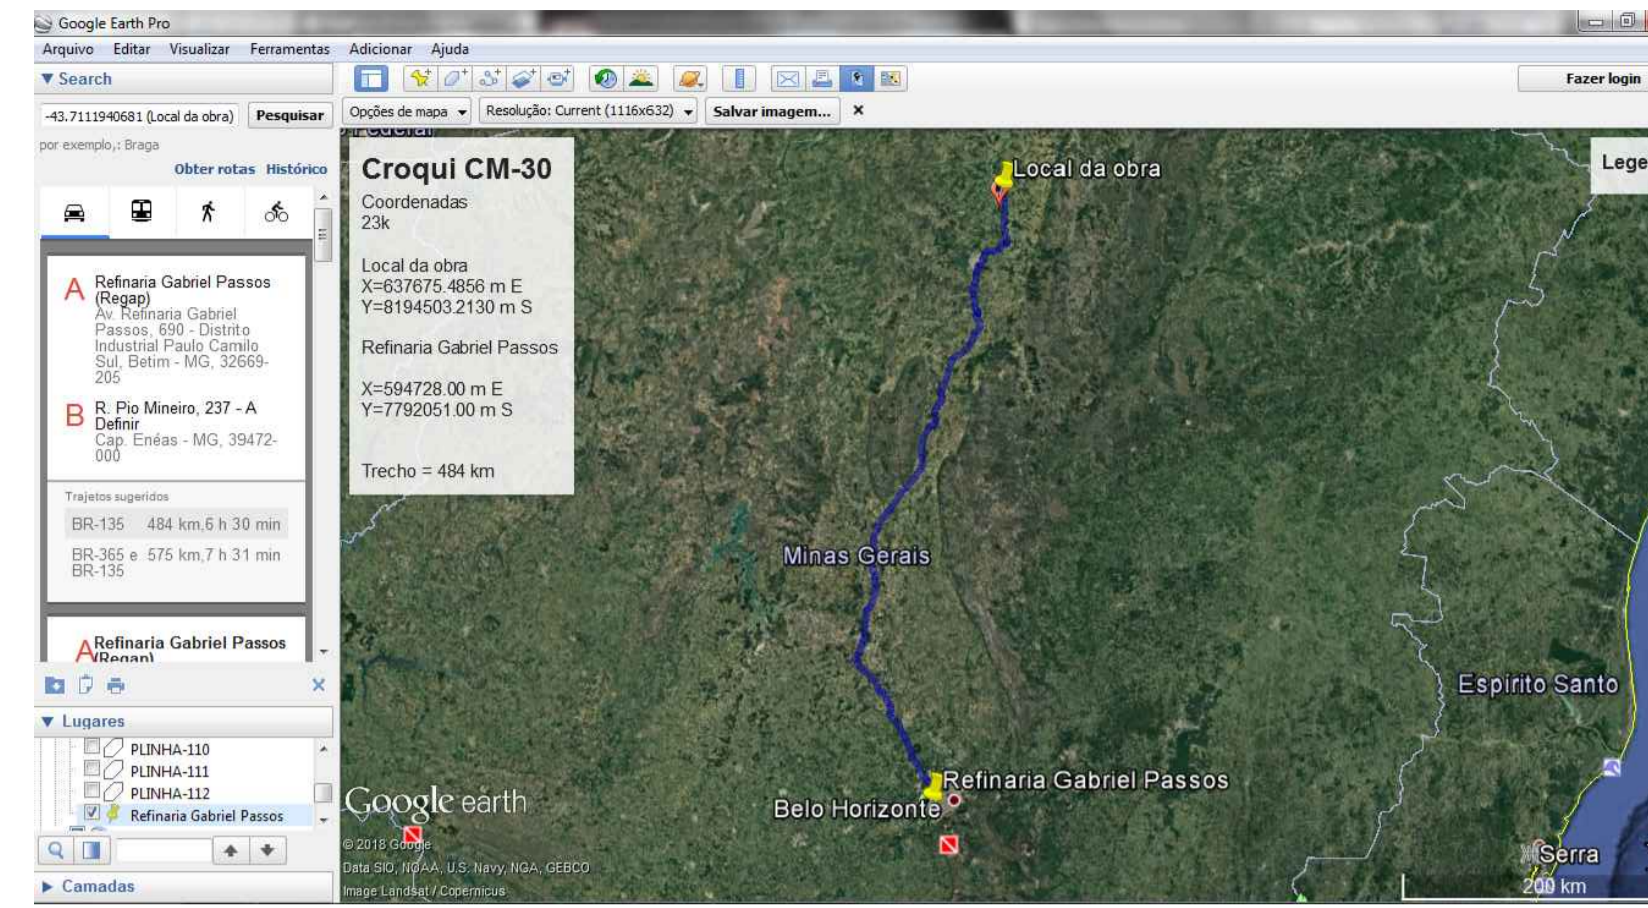 Google Earth Pro
Arquivo Editar Visualizar Ferramentas Adicionar Ajuda
Search
-43.7111940681 (Local da obra) Pesquisar
por exemplo,: Braga
Obter rotas Histórico
A Refinaria Gabriel Passos
(Regap)
Av. Refinaria Gabriel
Passos, 690 - Distrito
Industrial Paulo Camilo
Sul, Betim - MG, 32669-
205
B R. Pio Mineiro, 237 - A
Definir
Cap. Enéas - MG, 39472-
000
Trajetos sugeridos
BR-135 484 km,6 h 30 min
BR-365 e 575 km,7 h 31 min
BR-135
A Refinaria Gabriel Passos
(Regap)
Lugares
PLINHA-110
PLINHA-111
PLINHA-112
Refinaria Gabriel Passos
Camadas
Fazer login
Opções de mapa Resolução: Current (1116x632) Salvar imagem...
Federal
Croqui CM-30
Coordenadas
23k
Local da obra
X=637675.4856 m E
Y=8194503.2130 m S
Refinaria Gabriel Passos
X=594728.00 m E
Y=7792051.00 m S
Trecho = 484 km
Local da obra
Lege
Minas Gerais
Espírito Santo
Refinaria Gabriel Passos
Belo Horizonte
Serra
200 km
Google earth
© 2018 Google
Data SIO, NOAA, U.S. Navy, NGA, GEBCO
Image Landsat / Copernicus